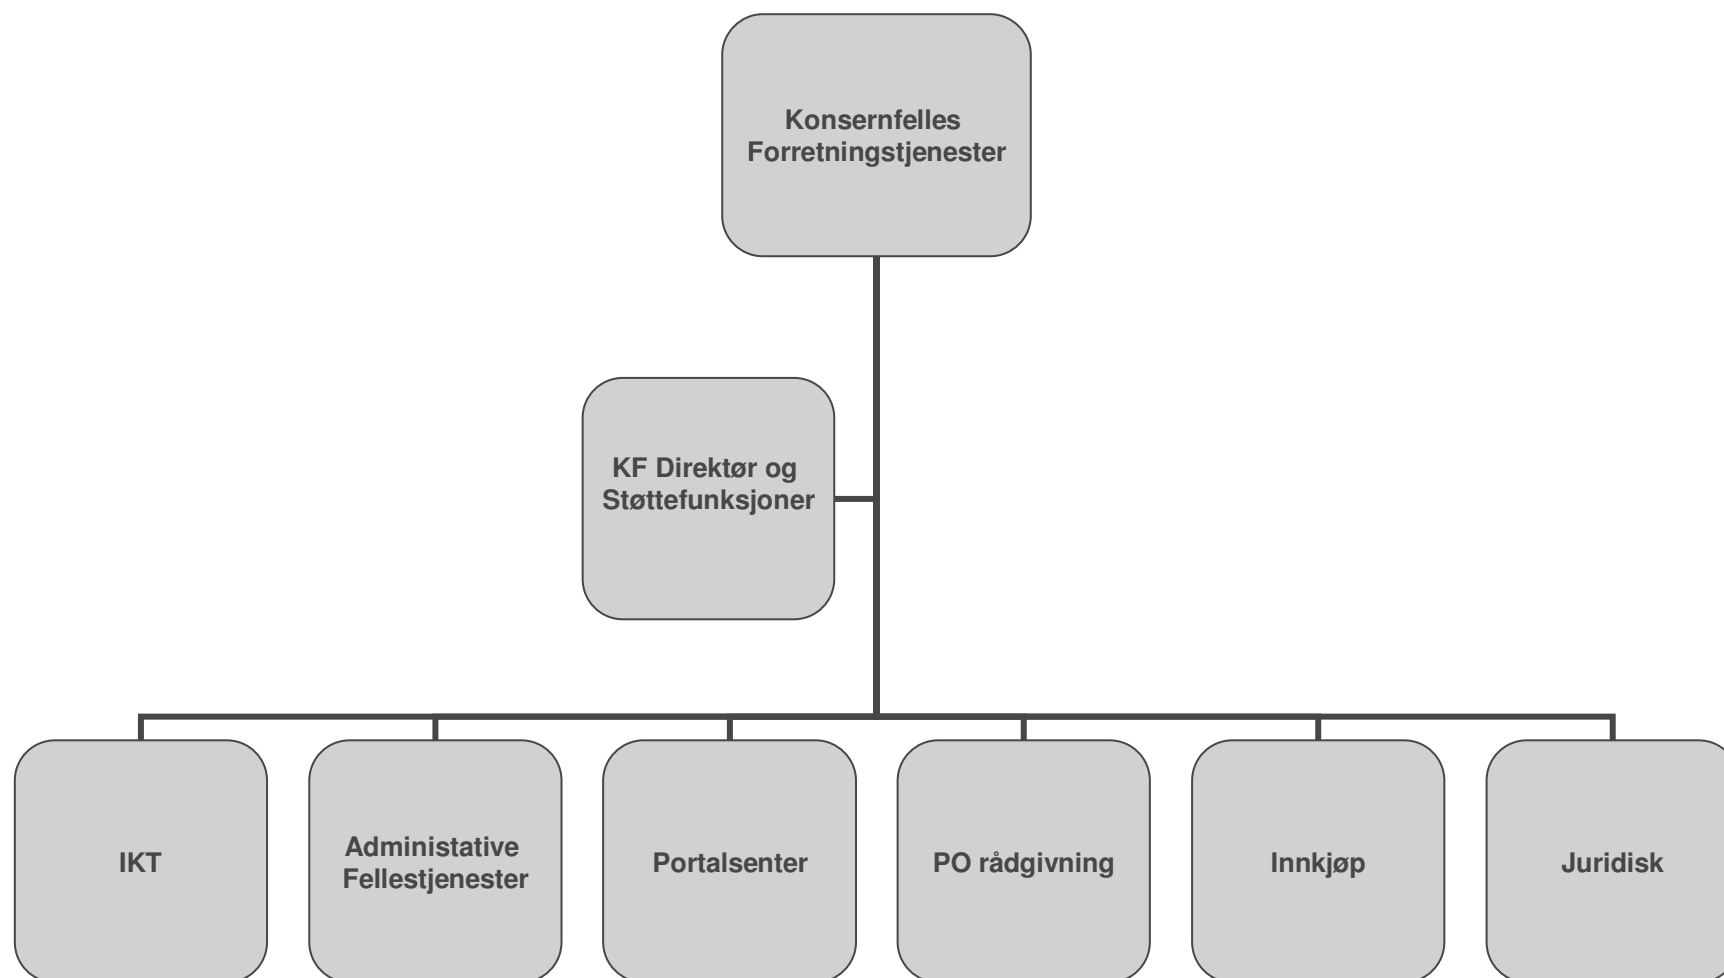 Konsernfelles
Forretningstjenester
KF Direktør og
Støttefunksjoner
IKT
Administative
Fellestjenester
Portalsenter
PO rådgivning
Innkjøp
Juridisk